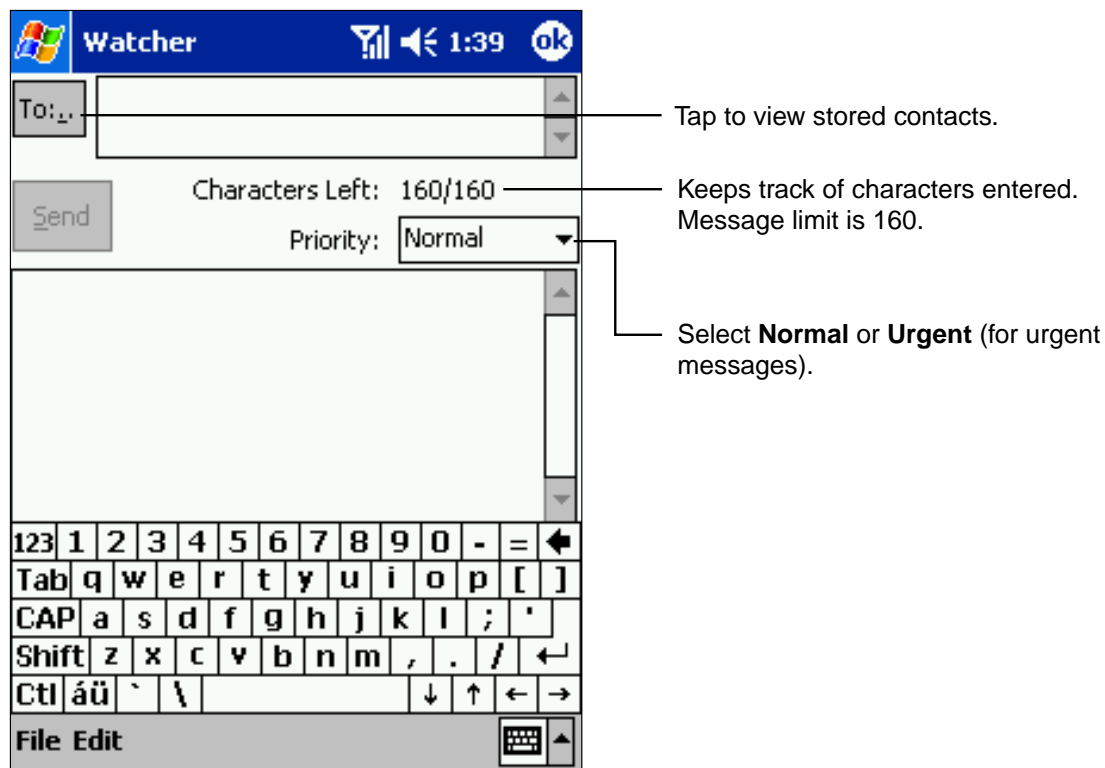 Watcher 1:39 ok
To:..
Tap to view stored contacts.
Characters Left: 160/160
Keeps track of characters entered.
Message limit is 160.
Send
Priority: Normal
Select Normal or Urgent (for urgent
messages).
123 1 2 3 4 5 6 7 8 9 0 - =
Tab q w e r t y u i o p [ ]
CAP a s d f g h j k l ; '
Shift z x c v b n m , . / ↵
Ctl áü ` \ ↓ ↑ ← →
File Edit